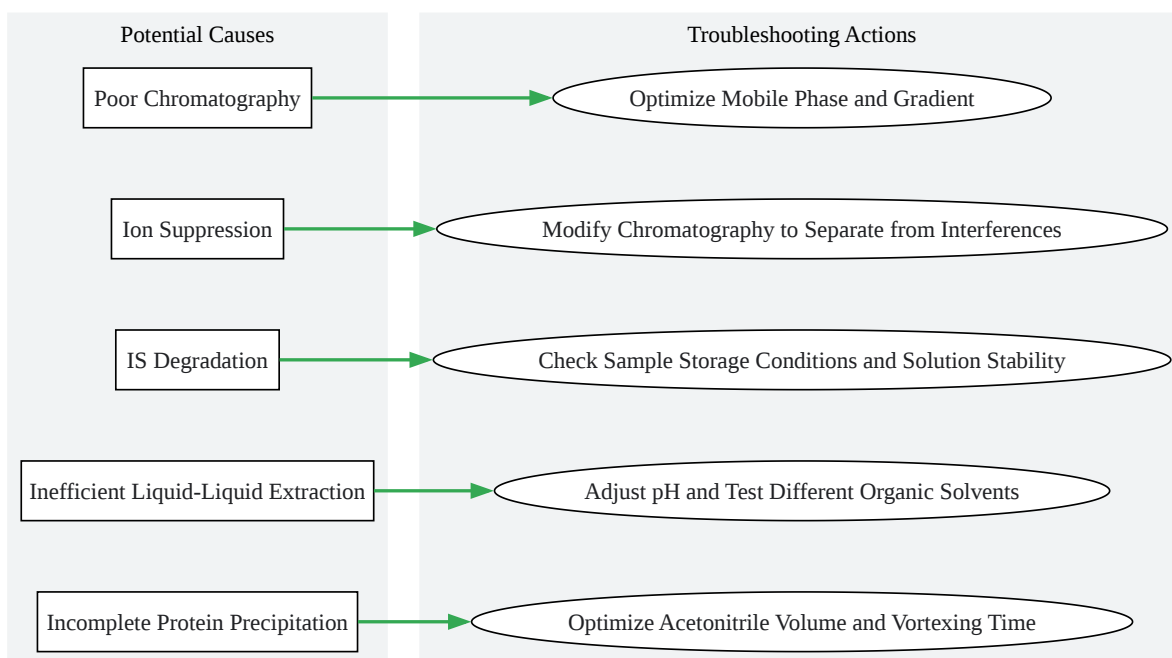 Potential Causes
Troubleshooting Actions
Poor Chromatography
Optimize Mobile Phase and Gradient
Ion Suppression
Modify Chromatography to Separate from Interferences
IS Degradation
Check Sample Storage Conditions and Solution Stability
Inefficient Liquid-Liquid Extraction
Adjust pH and Test Different Organic Solvents
Incomplete Protein Precipitation
Optimize Acetonitrile Volume and Vortexing Time